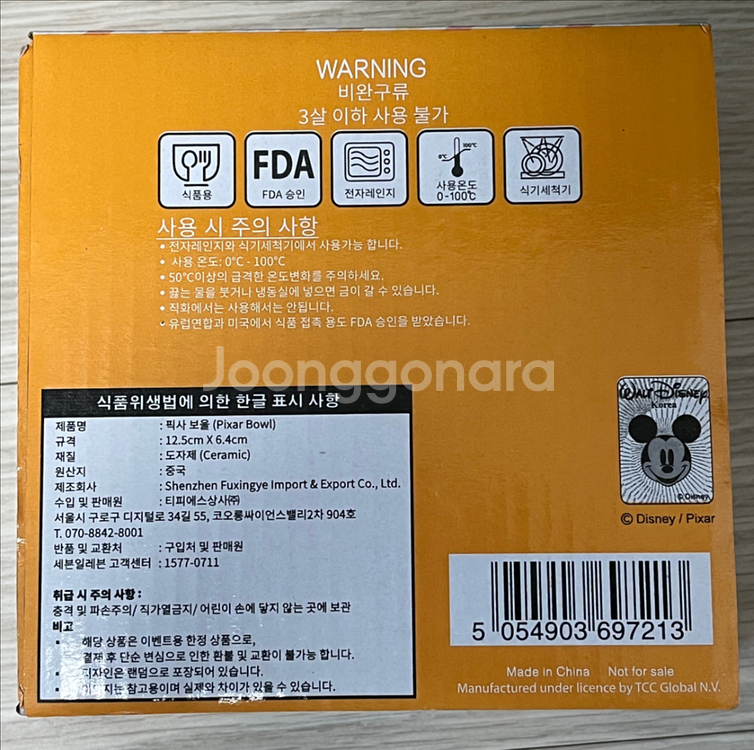 WARNING
비완구류
3살 이하 사용 불가
식품용
FDA
FDA 승인
전자레인지
0℃
100℃
사용온도
0-100℃
식기세척기
사용 시 주의 사항
• 전자레인지와 식기세척기에서 사용가능 합니다.
• 사용 온도: 0°C - 100°C
• 50°C이상의 급격한 온도변화를 주의하세요.
• 끓는 물을 붓거나 냉동실에 넣으면 금이 갈 수 있습니다.
• 직화에서는 사용해서는 안됩니다.
• 유럽연합과 미국에서 식품 접촉 용도 FDA 승인을 받았습니다.
Joonggonara
식품위생법에 의한 한글 표시 사항
제품명 : 픽사 보울 (Pixar Bowl)
규격 : 12.5cm X 6.4cm
재질 : 도자제 (Ceramic)
원산지 : 중국
제조회사 : Shenzhen Fuxingye Import & Export Co., Ltd.
수입 및 판매원 : 티피에스상사㈜
서울시 구로구 디지털로 34길 55, 코오롱싸이언스밸리2차 904호
T. 070-8842-8001
반품 및 교환처 : 구입처 및 판매원
세븐일레븐 고객센터 : 1577-0711
취급 시 주의 사항 :
충격 및 파손주의/ 직가열금지/ 어린이 손에 닿지 않는 곳에 보관
비고
▪ 해당 상품은 이벤트용 한정 상품으로,
결제 후 단순 변심으로 인한 환불 및 교환이 불가능 합니다.
▪ 디자인은 랜덤으로 포장되어 있습니다.
▪ 이미지는 참고용이며 실제와 차이가 있을 수 있습니다.
WALT DISNEY
Korea
© Disney
© Disney / Pixar
5 054903 697213
Made in China Not for sale
Manufactured under licence by TCC Global N.V.